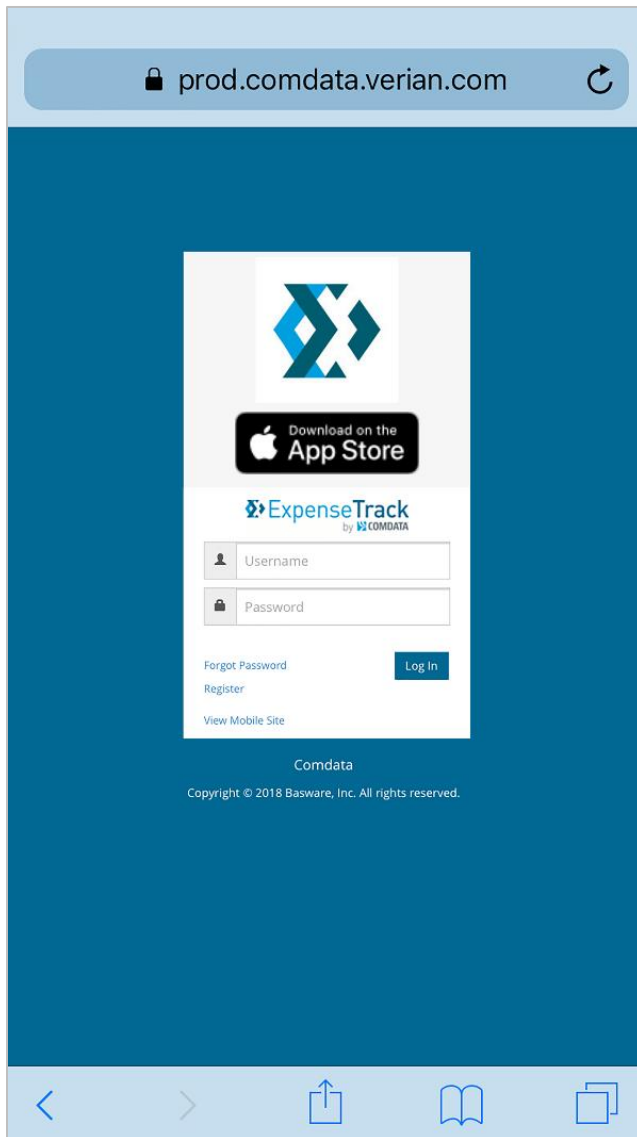 prod.comdata.verian.com
Download on the
App Store
ExpenseTrack
by COMDATA
Username
Password
Forgot Password
Log In
Register
View Mobile Site
Comdata
Copyright © 2018 Basware, Inc. All rights reserved.